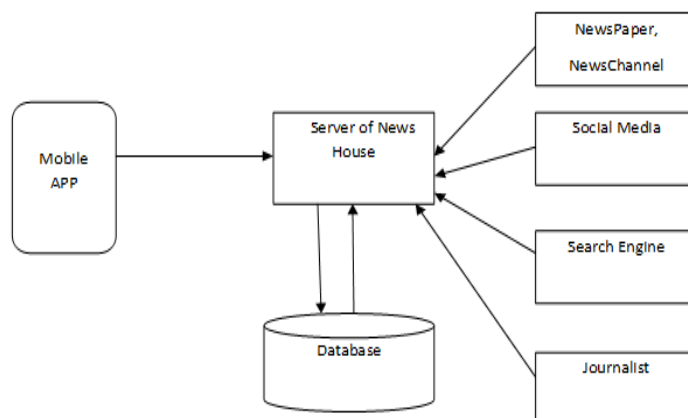 Mobile
APP
Server of News
House
Database
NewsPaper,
NewsChannel
Social Media
Search Engine
Journalist